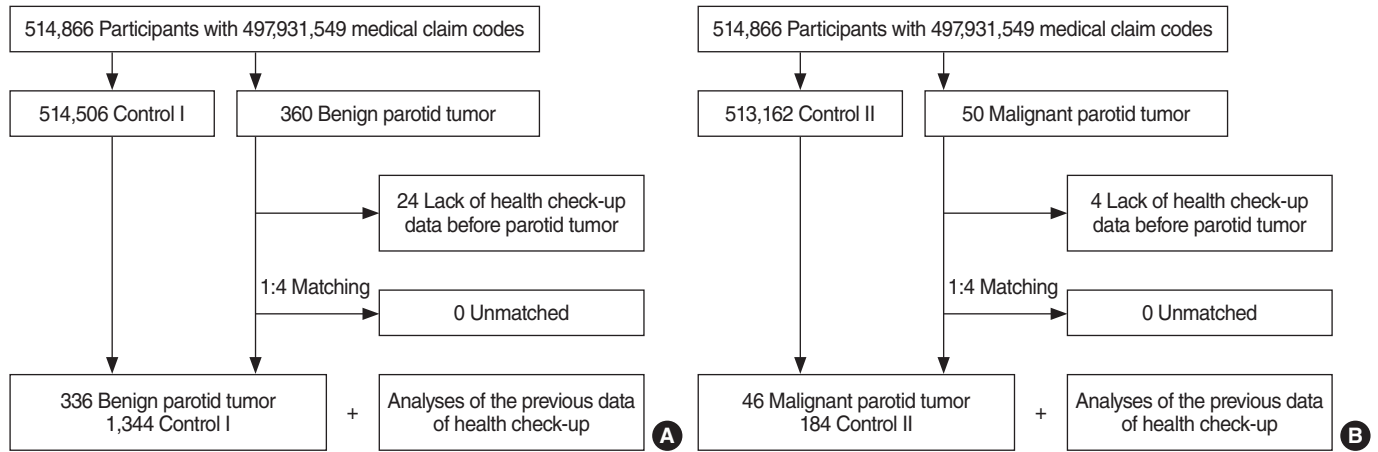 514,866 Participants with 497,931,549 medical claim codes
514,506 Control I
360 Benign parotid tumor
24 Lack of health check-up
data before parotid tumor
1:4 Matching
0 Unmatched
336 Benign parotid tumor
1,344 Control I
+
Analyses of the previous data
of health check-up
A
514,866 Participants with 497,931,549 medical claim codes
513,162 Control II
50 Malignant parotid tumor
4 Lack of health check-up
data before parotid tumor
1:4 Matching
0 Unmatched
46 Malignant parotid tumor
184 Control II
+
Analyses of the previous data
of health check-up
B